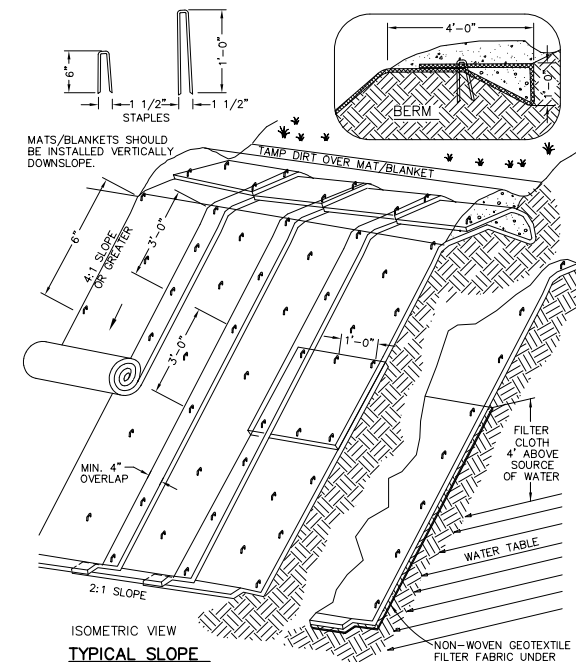 6"
1'-0"
1 1/2"
1 1/2"
STAPLES
4'-0"
1'-0"
BERM
MATS/BLANKETS SHOULD
BE INSTALLED VERTICALLY
DOWNSLOPE.
TAMP DIRT OVER MAT/BLANKET
6"
4:1 SLOPE
OR GREATER
3'-0"
3'-0"
1'-0"
MIN. 4"
OVERLAP
FILTER
CLOTH
4' ABOVE
SOURCE
OF WATER
WATER TABLE
2:1 SLOPE
ISOMETRIC VIEW
TYPICAL SLOPE
NON-WOVEN GEOTEXTILE
FILTER FABRIC UNDER